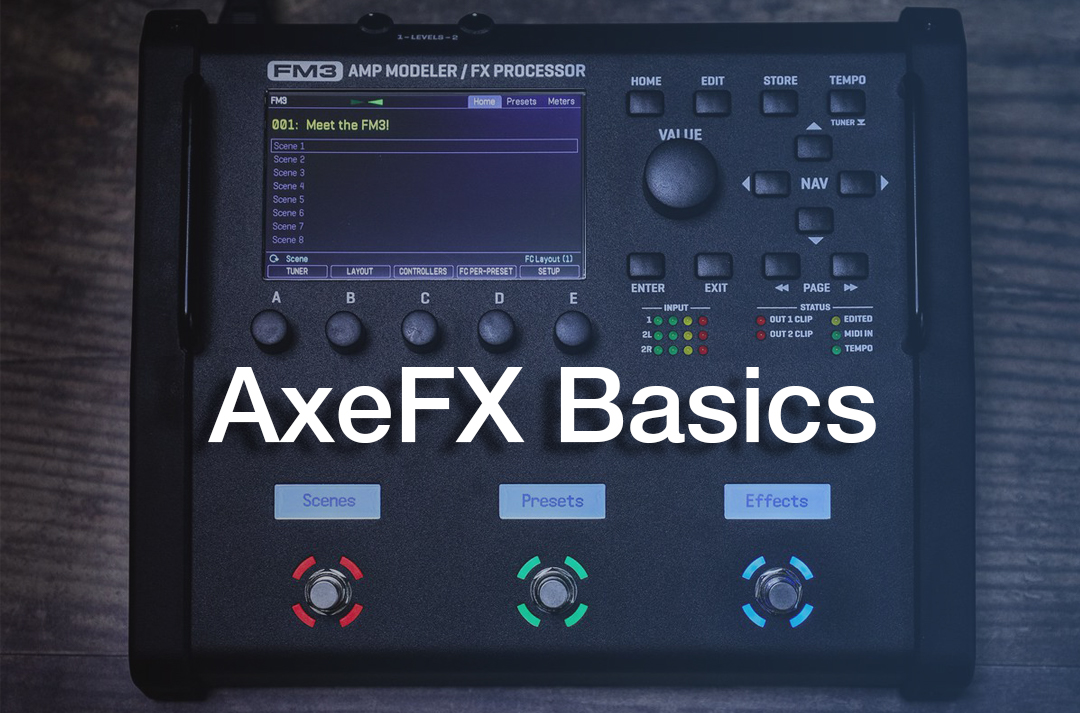 1-LEVELS-2
FM3 AMP MODELER / FX PROCESSOR
FM3 Home Presets Meters
001: Meet the FM3!
Scene 1
Scene 2
Scene 3
Scene 4
Scene 5
Scene 6
Scene 7
Scene 8
Scene FC Layout (1)
TUNER LAYOUT CONTROLLERS FC PER-PRESET SETUP
A B C D E
HOME EDIT STORE TEMPO
TUNER
VALUE
NAV
ENTER EXIT PAGE
INPUT
1
2L
2R
STATUS
OUT 1 CLIP EDITED
OUT 2 CLIP MIDI IN
TEMPO
AxeFX Basics
Scenes Presets Effects